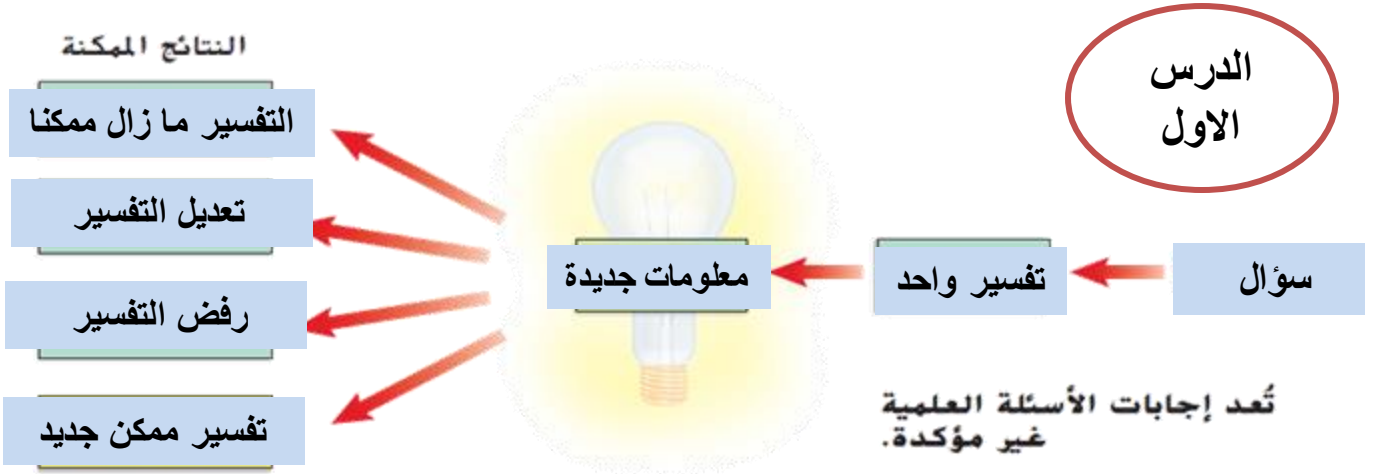 الدرس
الاول
سؤال
تفسير واحد
معلومات جديدة
النتائج الممكنة
التفسير ما زال ممكنا
تعديل التفسير
رفض التفسير
تفسير ممكن جديد
تُعد إجابات الأسئلة العلمية
غير مؤكدة.